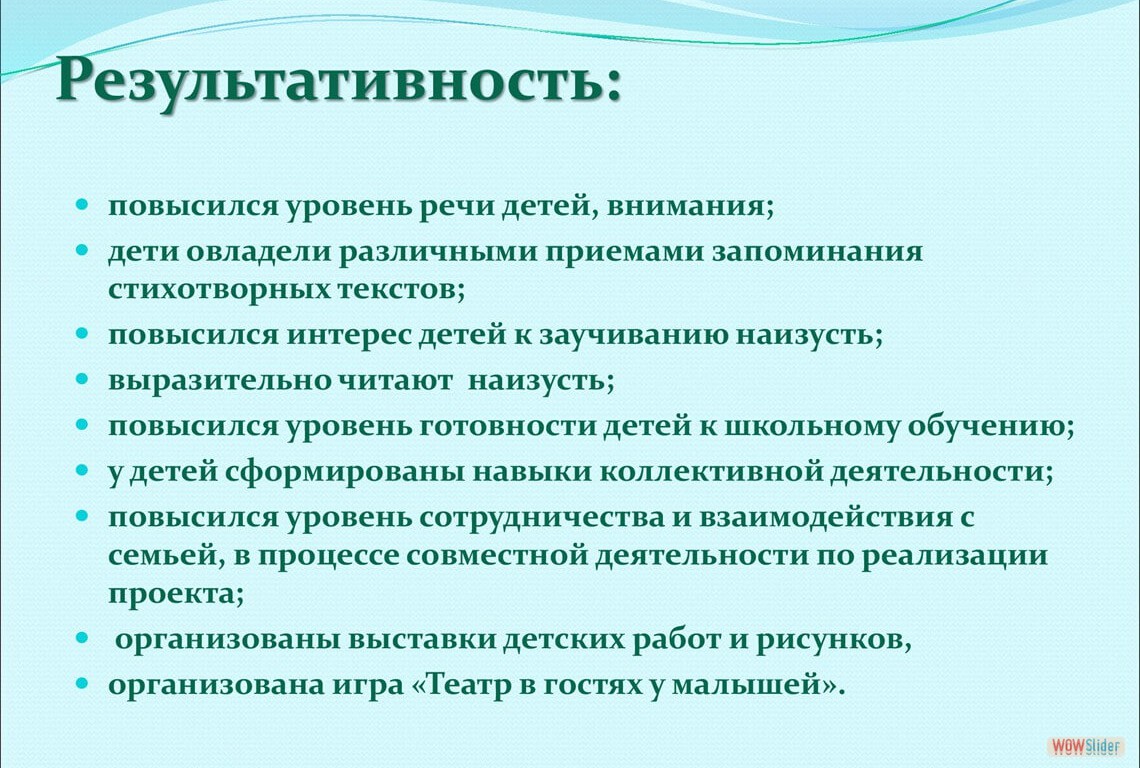 Результативность:
повысился уровень речи детей, внимания;
дети овладели различными приемами запоминания
стихотворных текстов;
повысился интерес детей к заучиванию наизусть;
выразительно читают наизусть;
повысился уровень готовности детей к школьному обучению;
у детей сформированы навыки коллективной деятельности;
повысился уровень сотрудничества и взаимодействия с
семьей, в процессе совместной деятельности по реализации
проекта;
организованы выставки детских работ и рисунков,
организована игра «Театр в гостях у малышей».
WOWSlider